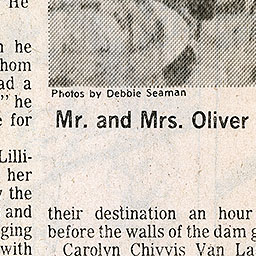 He
n he
hom
ad a
" he
e for
Lilli-
her
y the
and
ging
with
Photos by Debbie Seaman
Mr. and Mrs. Oliver
their destination an hour
before the walls of the dam g
Carolyn Chivvis Van La